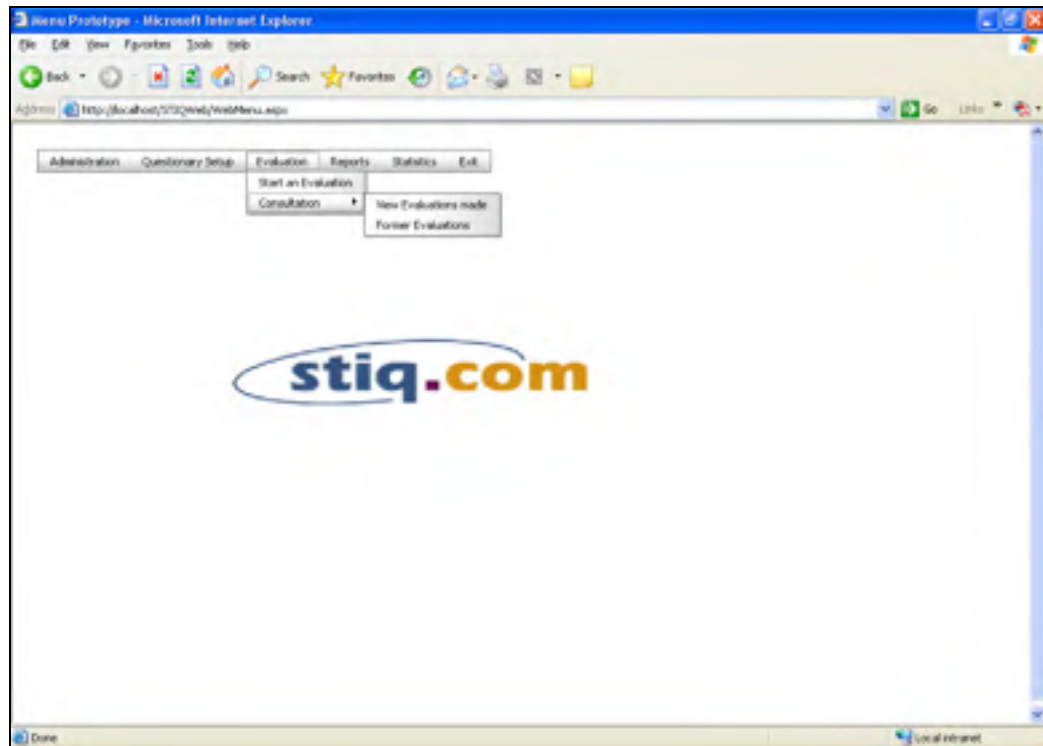 Menu Prototype - Microsoft Internet Explorer
File Edit View Favorites Tools Help
Back Search Favorites
Address http://localhost/STIQWeb/WebMenu.aspx Go Links
Administration Questionary Setup Evaluation Reports Statistics Exit
Start an Evaluation
Consultation New Evaluations made
Former Evaluations
stiq.com
Done Local intranet